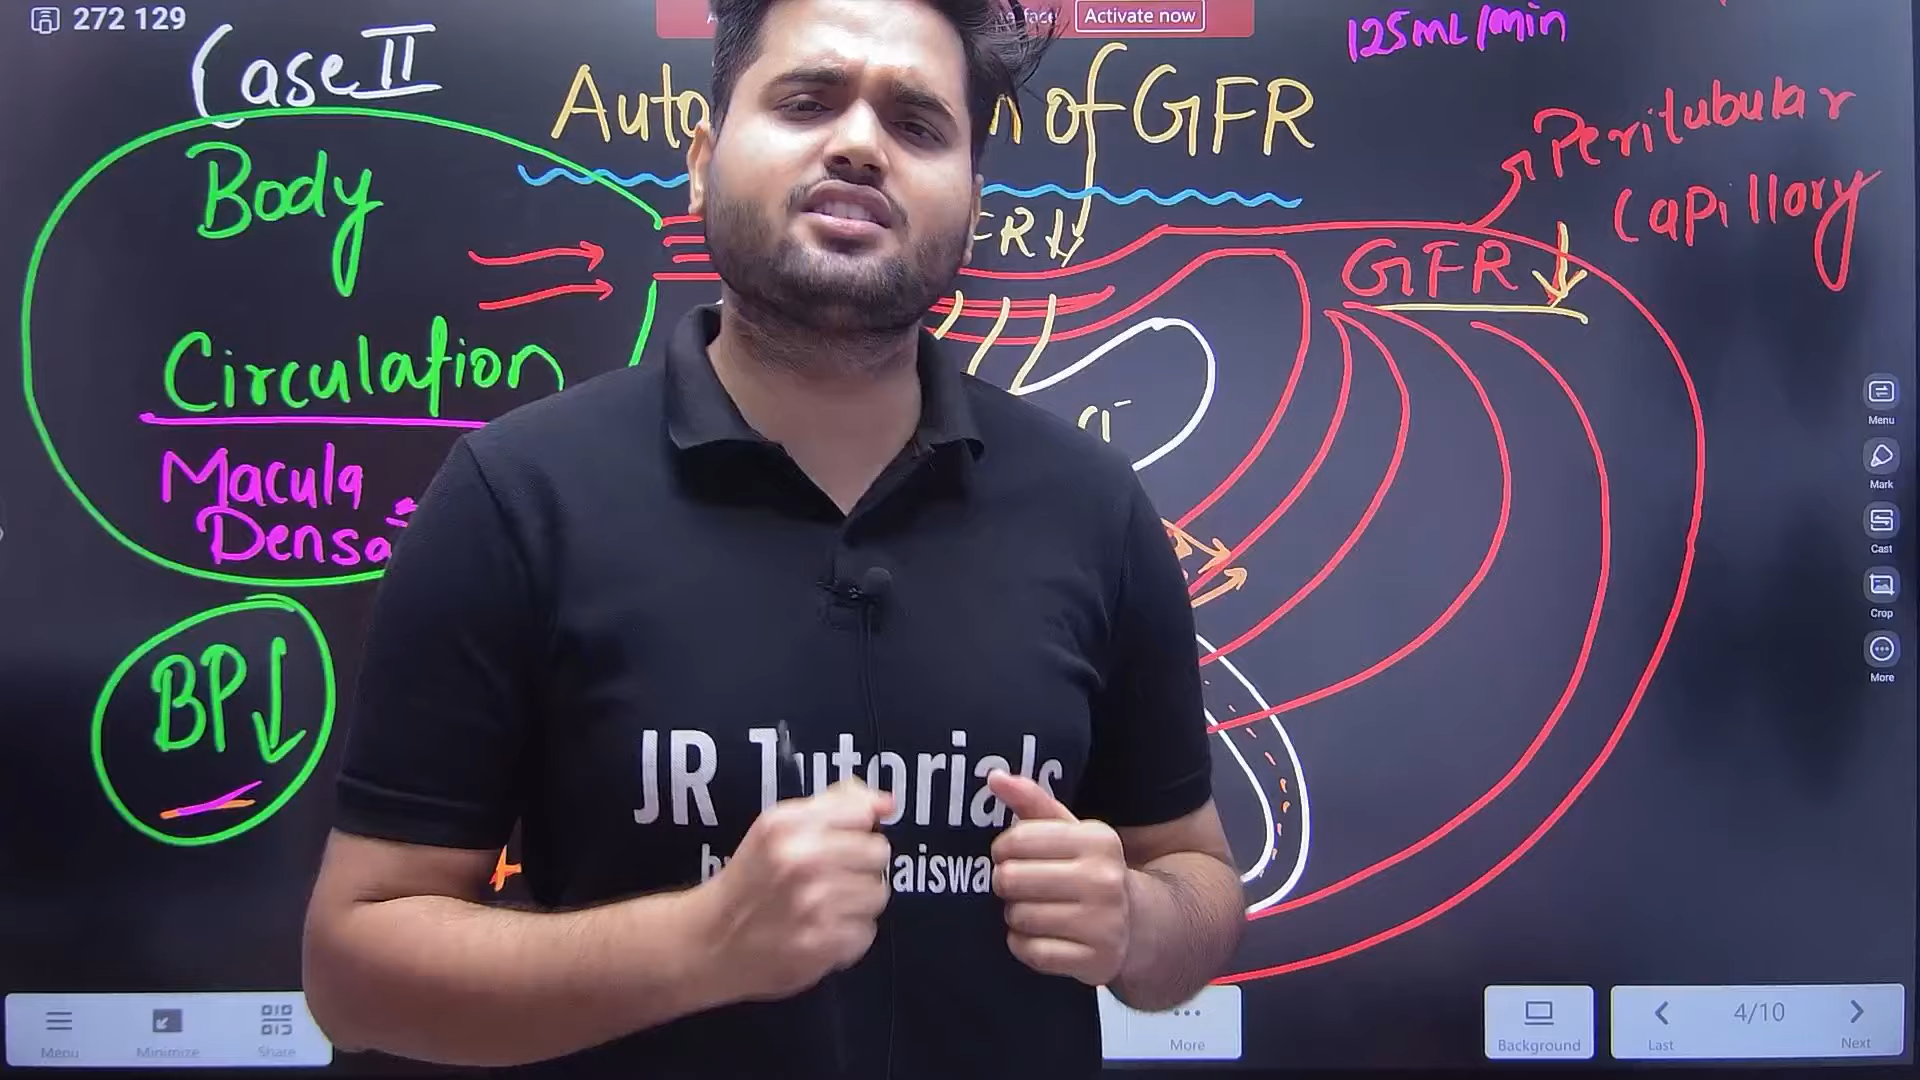 272 129
Activate now
125mL/min
Case II
Auto of GFR
Peritubular
Capillary
Body
GFR ↓
Circulation
Cl⁻
Macula
Densa
BP↓
JR Tutorials
Menu
Mark
Cast
Crop
More
Menu Minimize Share More Background Last 4/10 Next